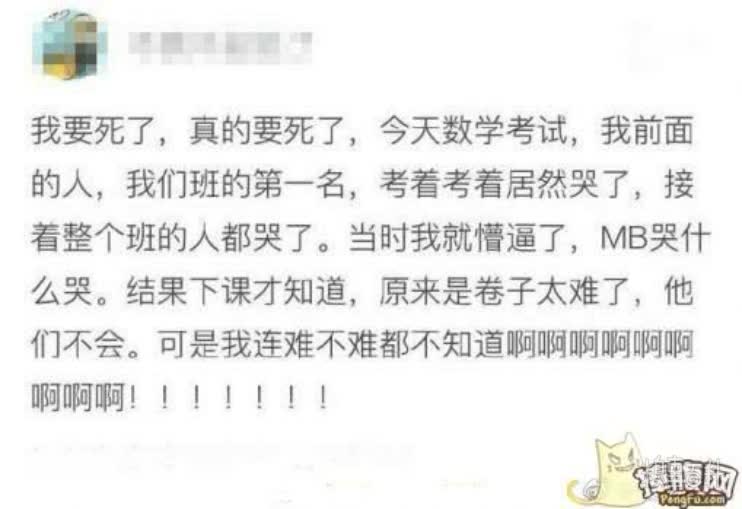 我要死了，真的要死了，今天数学考试，我前面
的人，我们班的第一名，考着考着居然哭了，接
着整个班的人都哭了。当时我就懵逼了，MB哭什
么哭。结果下课才知道，原来是卷子太难了，他
们不会。可是我连难不难都不知道啊啊啊啊啊啊
啊啊啊！！！！！！！
捧腹网
PengFu.com